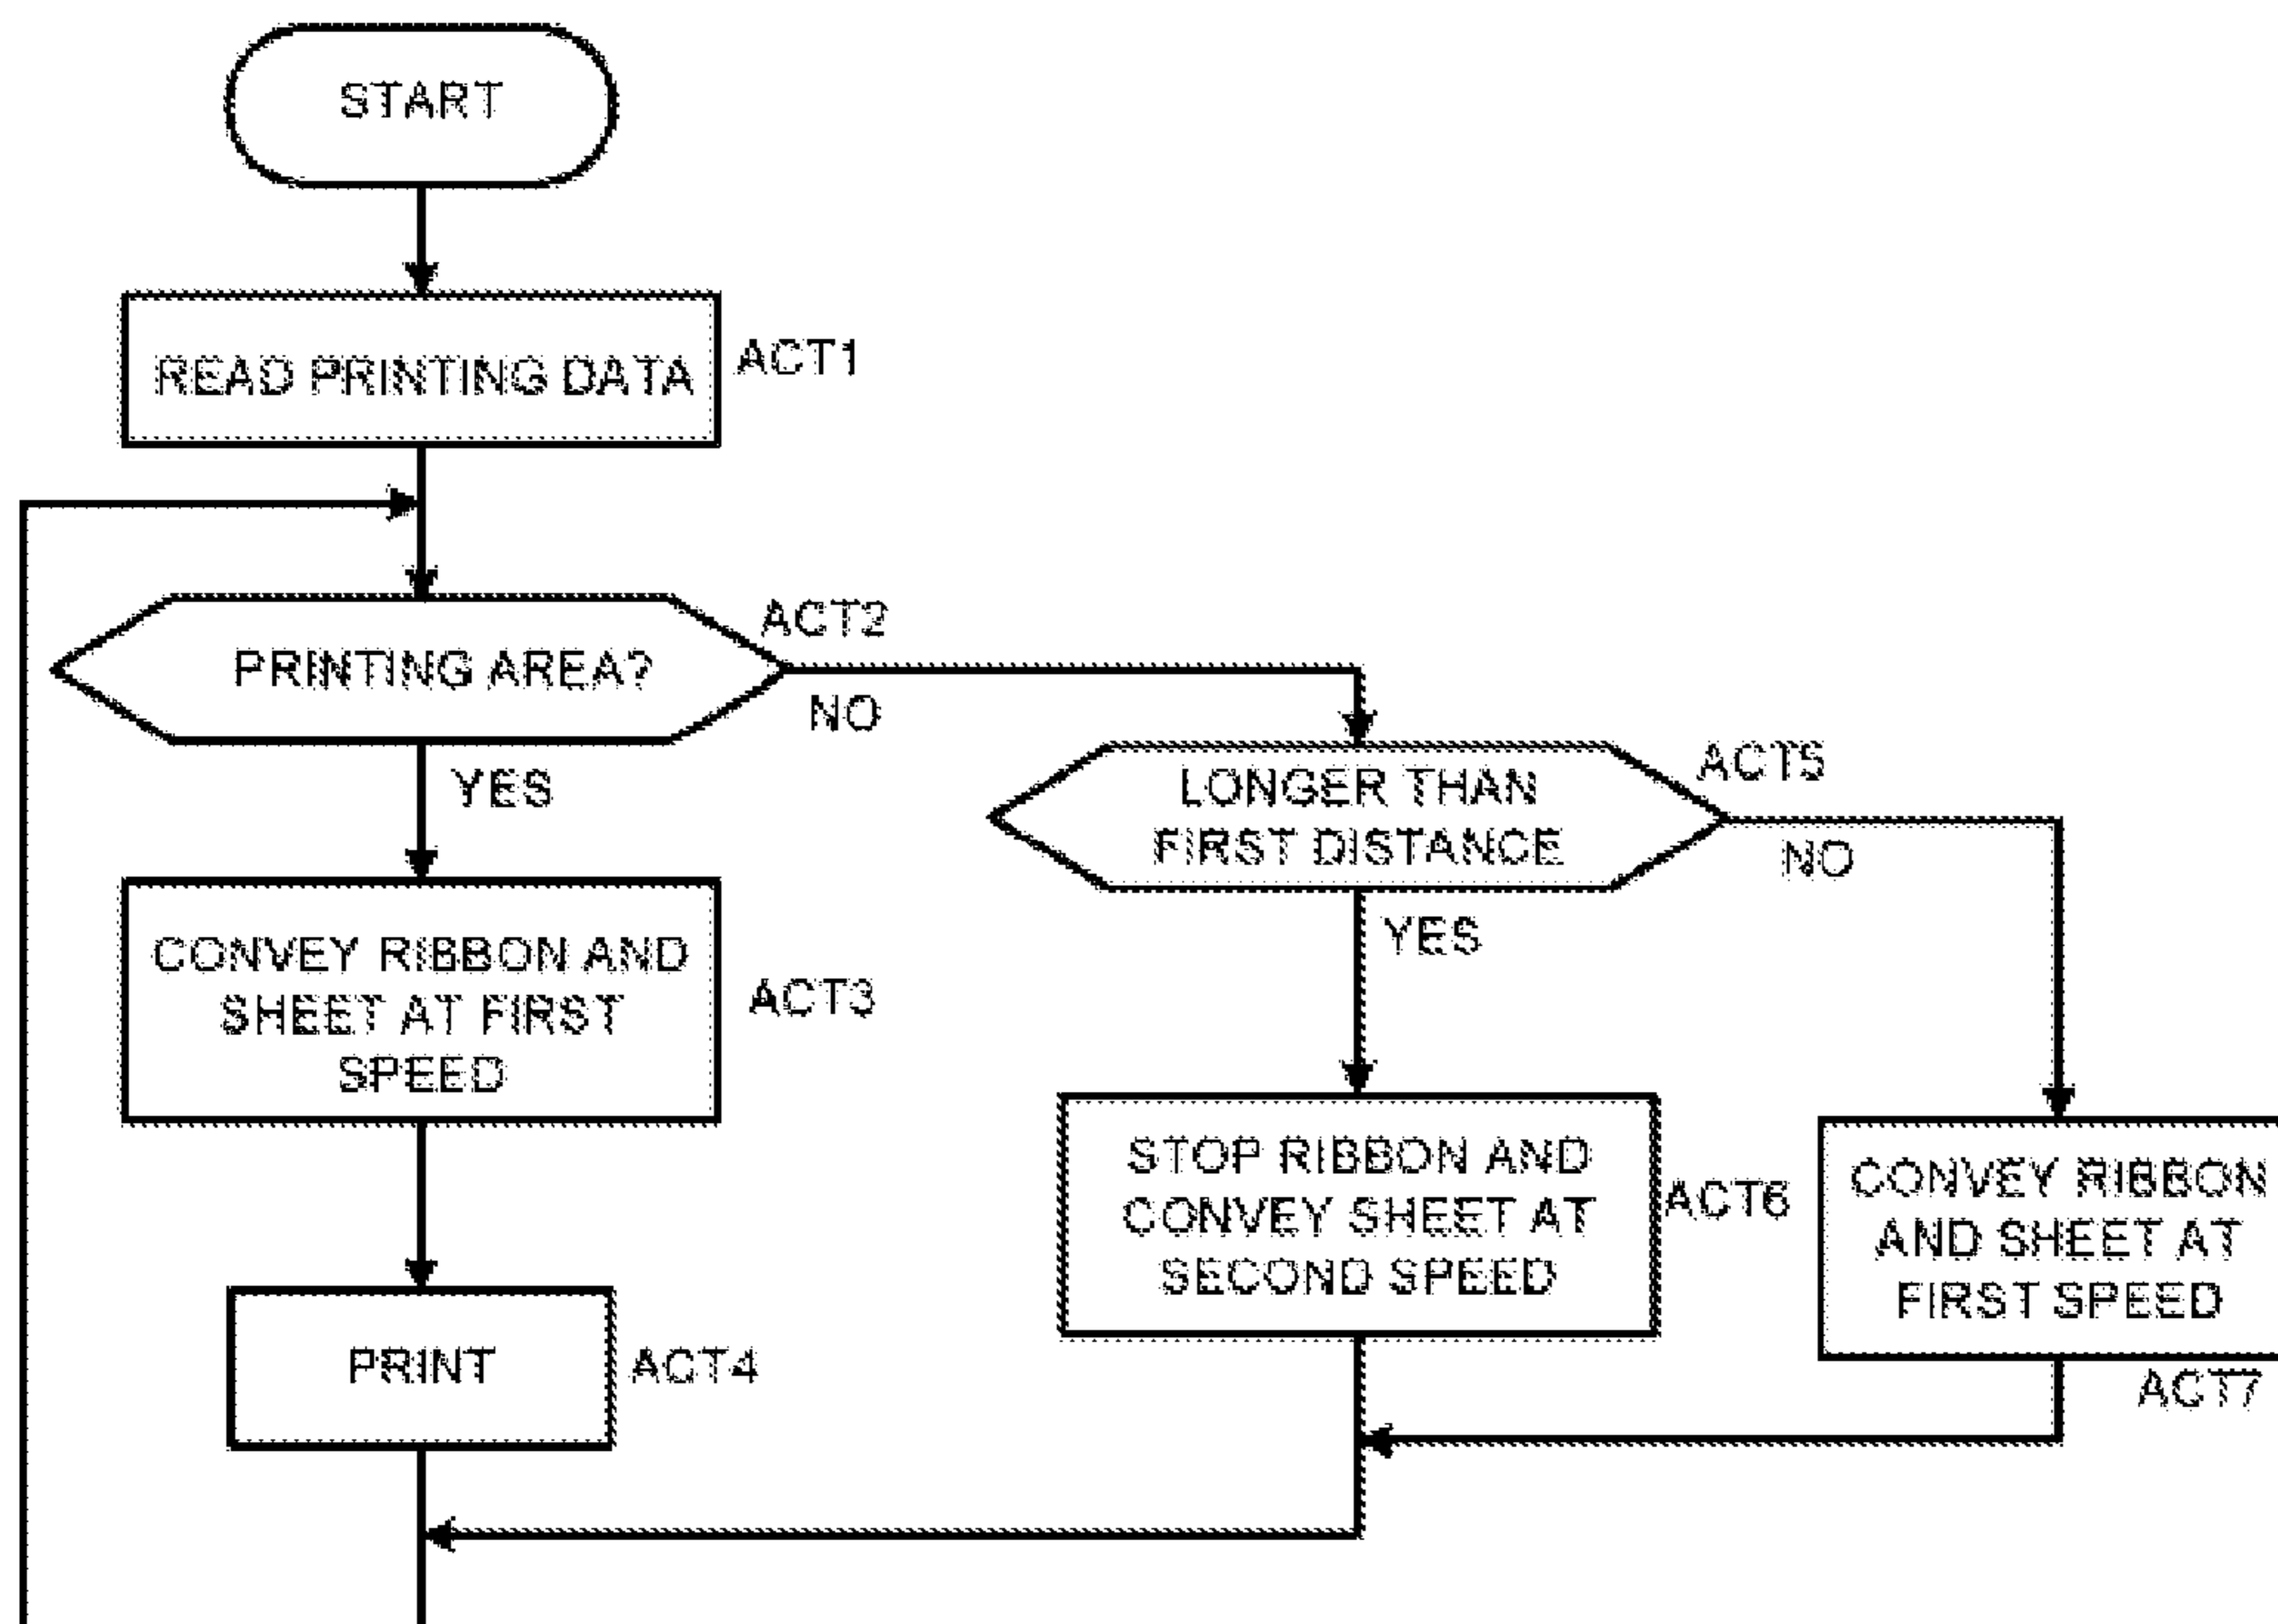 START
READ PRINTING DATA
ACT1
PRINTING AREA?
ACT2
NO
YES
LONGER THAN
FIRST DISTANCE
ACT5
NO
YES
CONVEY RIBBON AND
SHEET AT FIRST
SPEED
ACT3
STOP RIBBON AND
CONVEY SHEET AT
SECOND SPEED
ACT6
CONVEY RIBBON
AND SHEET AT
FIRST SPEED
ACT7
PRINT
ACT4